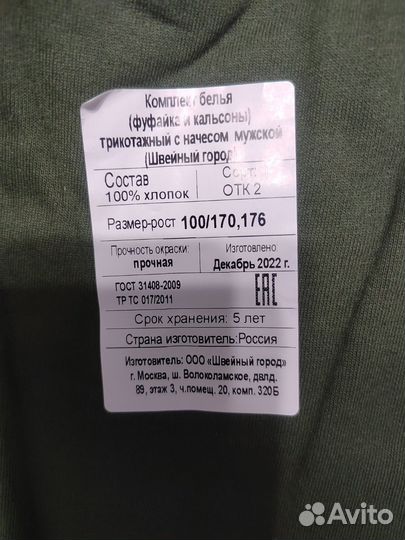 Комплект белья
(фуфайка и кальсоны)
трикотажный с начесом мужской
(Швейный город)
Состав
100% хлопок
Сорт:
ОТК 2
Размер-рост 100/170,176
Прочность окраски:
прочная
Изготовлено:
Декабрь 2022 г.
ГОСТ 31408-2009
ТР ТС 017/2011
EAC
Срок хранения: 5 лет
Страна изготовитель:Россия
Изготовитель: ООО «Швейный город»
г. Москва, ш. Волоколамское, двлд.
89, этаж 3, ч.помещ. 20, комп. 320Б
Avito